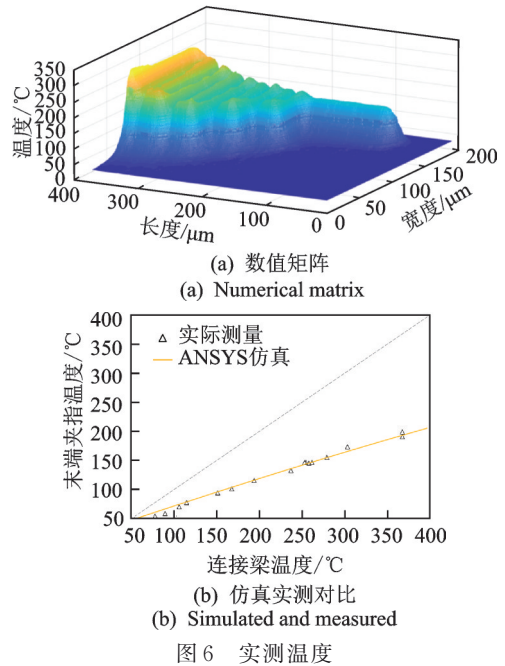 350
300
250
200
150
100
50
0
温度/℃
400
300
200
100
0
长度/μm
0
50
100
150
200
宽度/μm
(a) 数值矩阵
(a) Numerical matrix
400
350
300
250
200
150
100
50
末端夹指温度/℃
实际测量
ANSYS仿真
50 100 150 200 250 300 350 400
连接梁温度/℃
(b) 仿真实测对比
(b) Simulated and measured
图6 实测温度